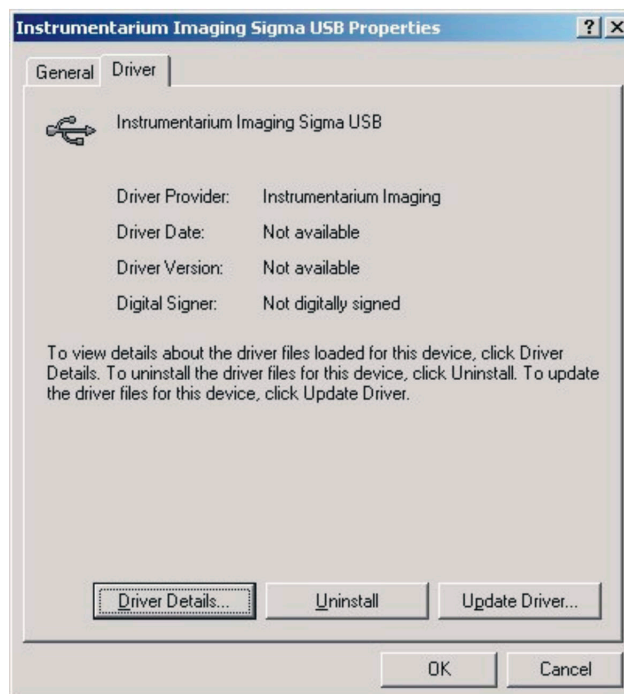 Instrumentarium Imaging Sigma USB Properties
General Driver
Instrumentarium Imaging Sigma USB
Driver Provider: Instrumentarium Imaging
Driver Date: Not available
Driver Version: Not available
Digital Signer: Not digitally signed
To view details about the driver files loaded for this device, click Driver
Details. To uninstall the driver files for this device, click Uninstall. To update
the driver files for this device, click Update Driver.
Driver Details... Uninstall Update Driver...
OK Cancel